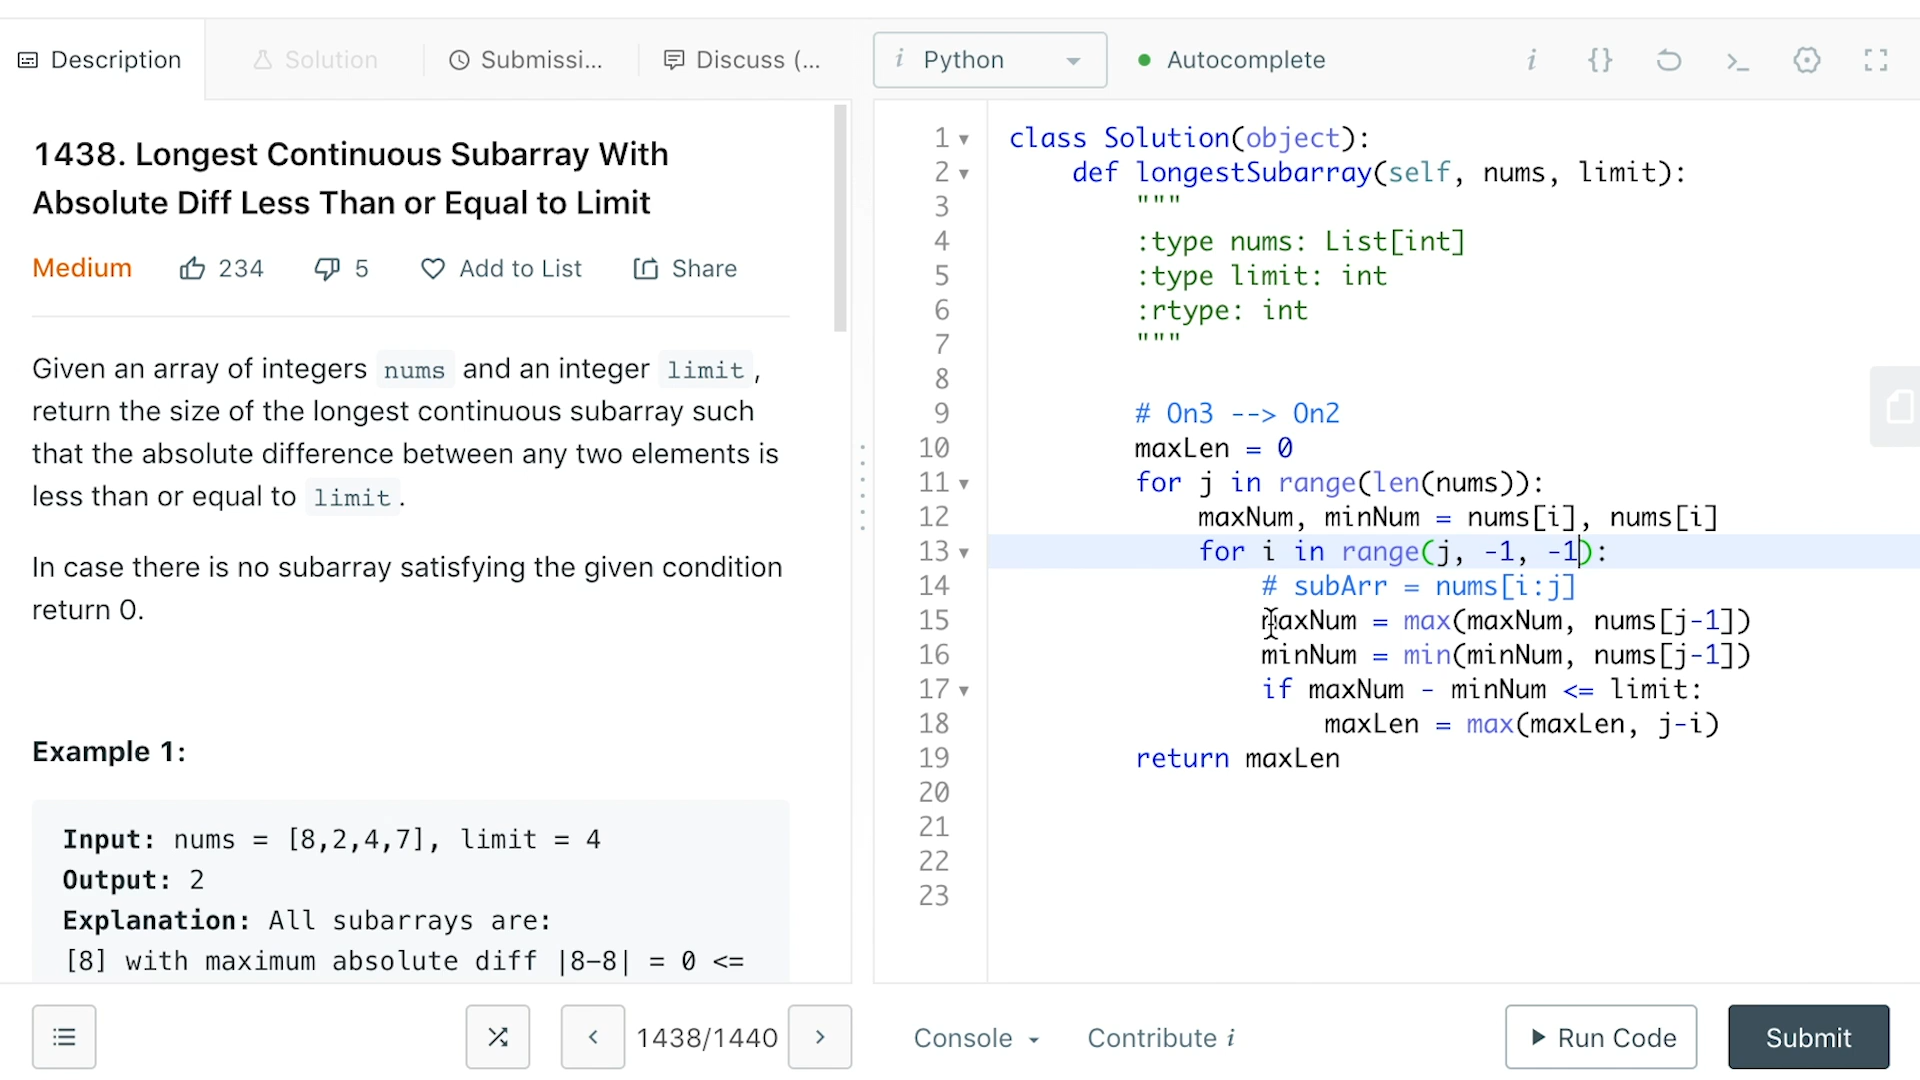 Description
Solution
Submissi...
Discuss (...
i Python
Autocomplete
i {}
1438. Longest Continuous Subarray With
Absolute Diff Less Than or Equal to Limit
Medium 234 5 Add to List Share
Given an array of integers nums and an integer limit ,
return the size of the longest continuous subarray such
that the absolute difference between any two elements is
less than or equal to limit .
In case there is no subarray satisfying the given condition
return 0.
Example 1:
Input: nums = [8,2,4,7], limit = 4
Output: 2
Explanation: All subarrays are:
[8] with maximum absolute diff |8-8| = 0 <=
1 class Solution(object):
2 def longestSubarray(self, nums, limit):
3 """
4 :type nums: List[int]
5 :type limit: int
6 :rtype: int
7 """
8
9 # On3 --> On2
10 maxLen = 0
11 for j in range(len(nums)):
12 maxNum, minNum = nums[i], nums[i]
13 for i in range(j, -1, -1):
14 # subArr = nums[i:j]
15 maxNum = max(maxNum, nums[j-1])
16 minNum = min(minNum, nums[j-1])
17 if maxNum - minNum <= limit:
18 maxLen = max(maxLen, j-i)
19 return maxLen
20
21
22
23
1438/1440
Console
Contribute i
Run Code
Submit